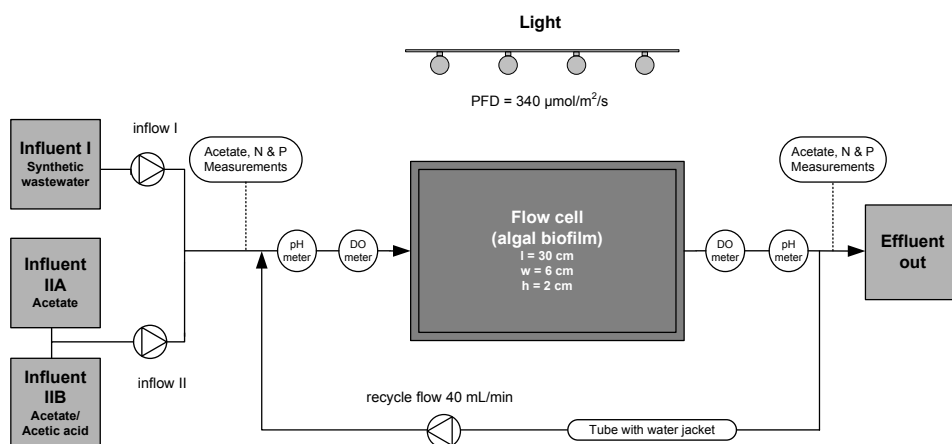 Light
PFD = 340 µmol/m²/s
inflow I
Influent I
Synthetic
wastewater
Acetate, N & P
Measurements
Acetate, N & P
Measurements
pH
meter
DO
meter
Flow cell
(algal biofilm)
l = 30 cm
w = 6 cm
h = 2 cm
DO
meter
pH
meter
Effluent
out
Influent
IIA
Acetate
Influent
IIB
Acetate/
Acetic acid
inflow II
recycle flow 40 mL/min
Tube with water jacket